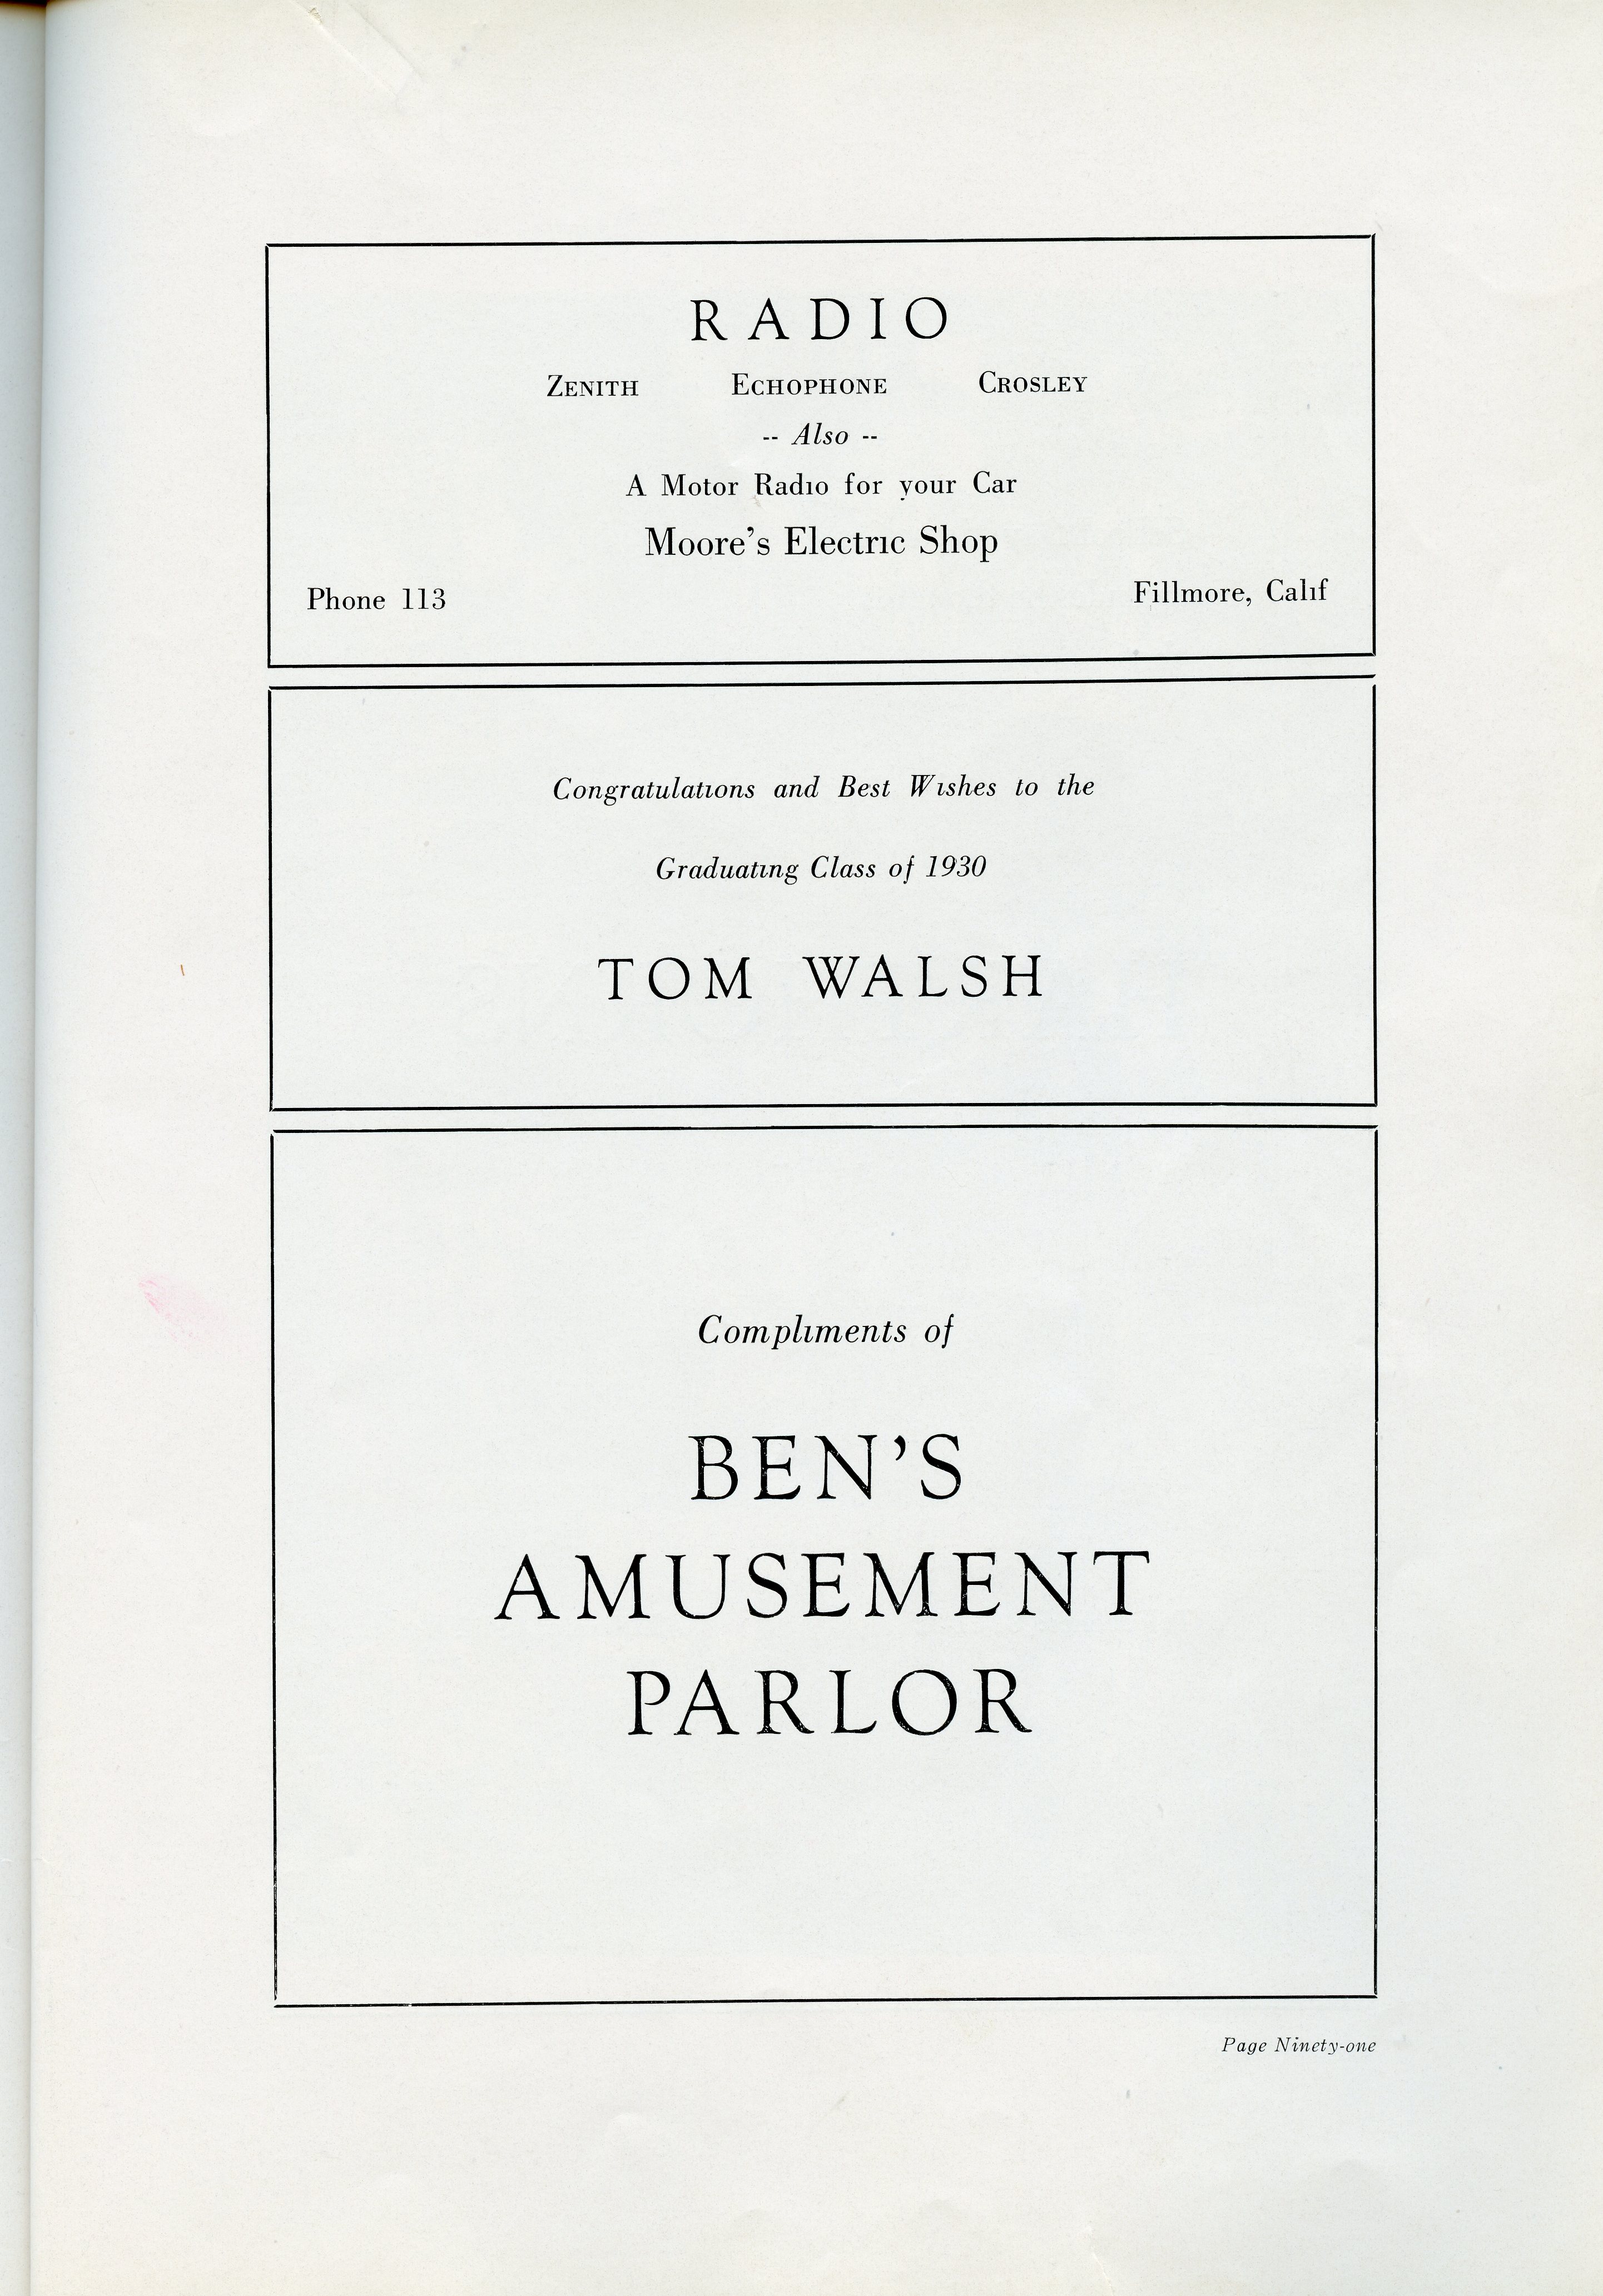 RADIO
ZENITH ECHOPHONE CROSLEY
-- Also --
A Motor Radio for your Car
Moore's Electric Shop
Phone 113 Fillmore, Calif
Congratulations and Best Wishes to the
Graduating Class of 1930
TOM WALSH
Compliments of
BEN'S
AMUSEMENT
PARLOR
Page Ninety-one